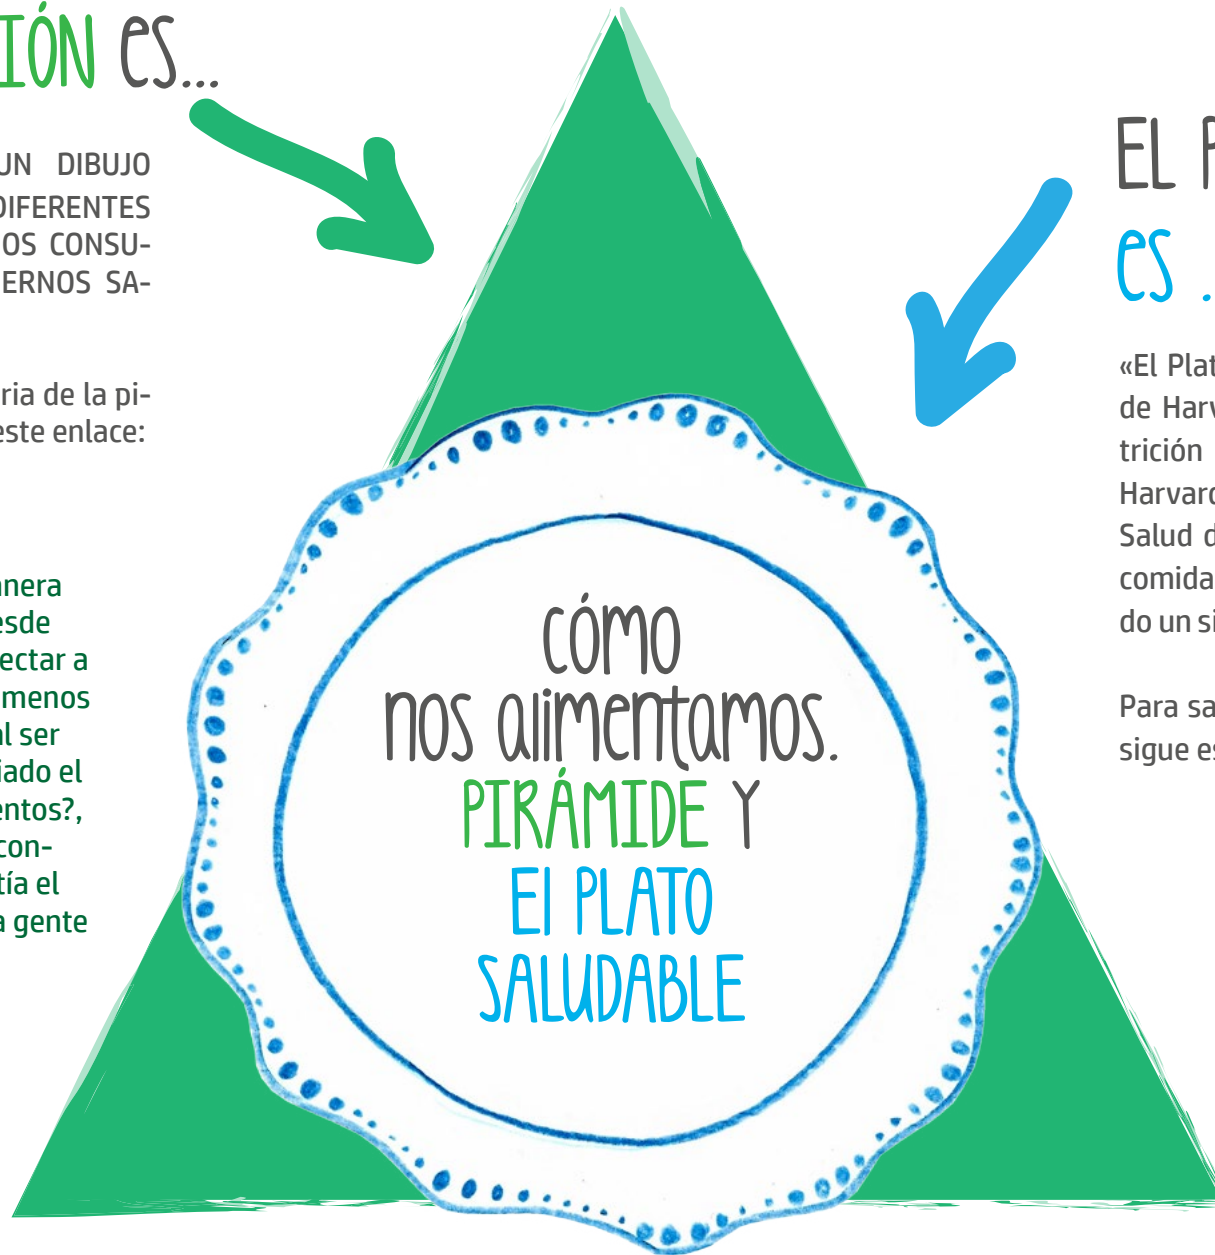 IÓN es...
UN DIBUJO
DIFERENTES
OS CONSU-
ERNOS SA-
ria de la pi-
este enlace:
nera
esde
ectar a
menos
al ser
iado el
entos?,
con-
tía el
a gente
cómo
nos alimentamos.
PIRÁMIDE Y
El PLATO
SALUDABLE
EL P
es .
«El Plat
de Harv
trición
Harvard
Salud d
comida
do un si
Para sa
sigue es